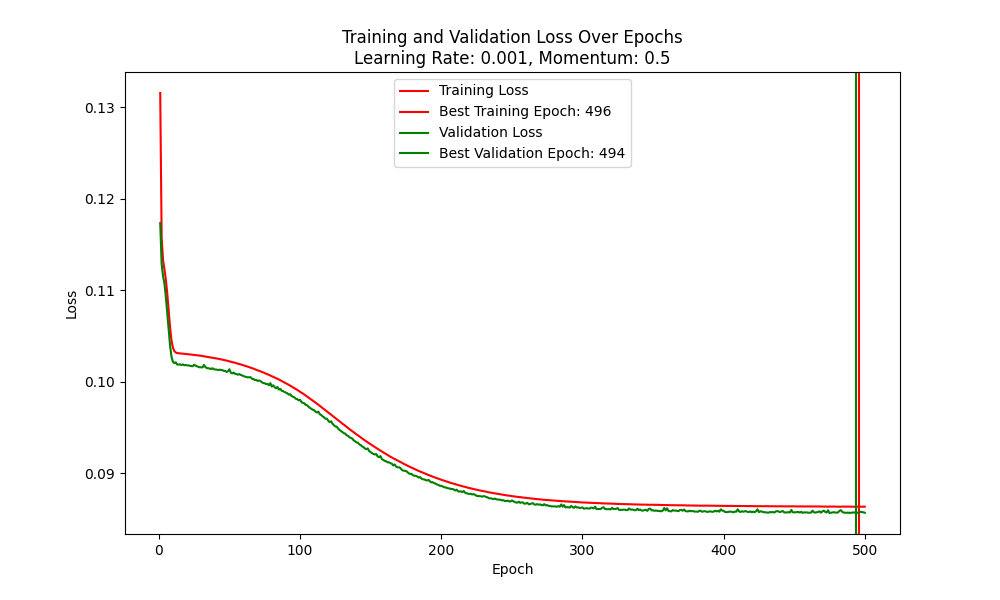 Training and Validation Loss Over Epochs
Learning Rate: 0.001, Momentum: 0.5
Training Loss
Best Training Epoch: 496
Validation Loss
Best Validation Epoch: 494
0.13
0.12
0.11
0.10
0.09
Loss
0 100 200 300 400 500
Epoch